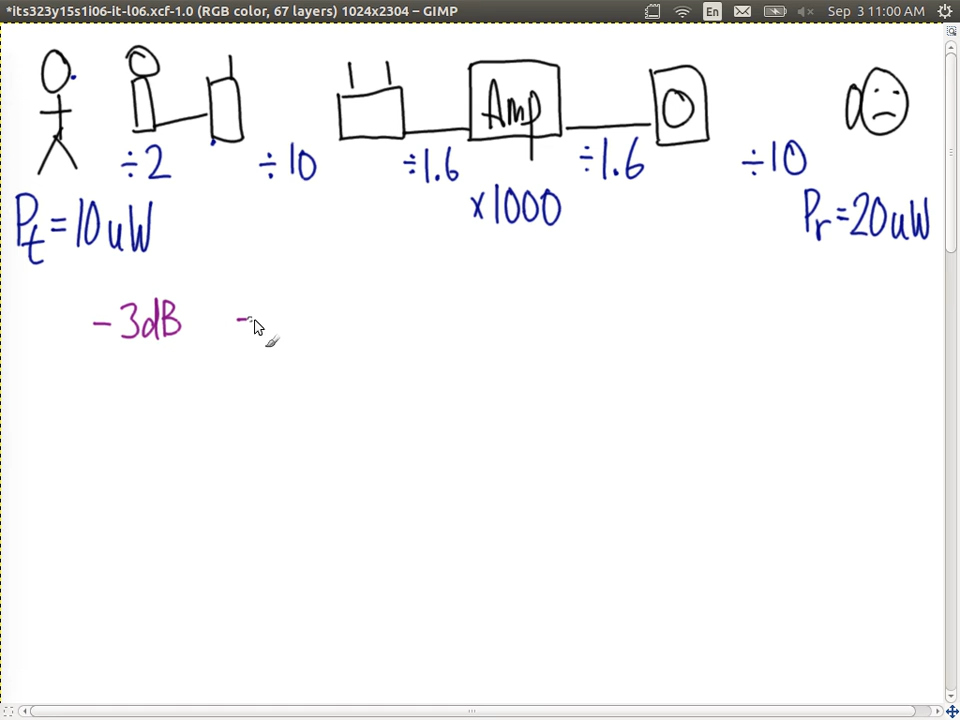 *its323y15s1i06-it-l06.xcf-1.0 (RGB color, 67 layers) 1024x2304 – GIMP
En
Sep 3 11:00 AM
Amp
÷2 ÷10 ÷1.6 ÷1.6 ÷10
x1000
Pt=10uW Pr=20uW
-3dB -